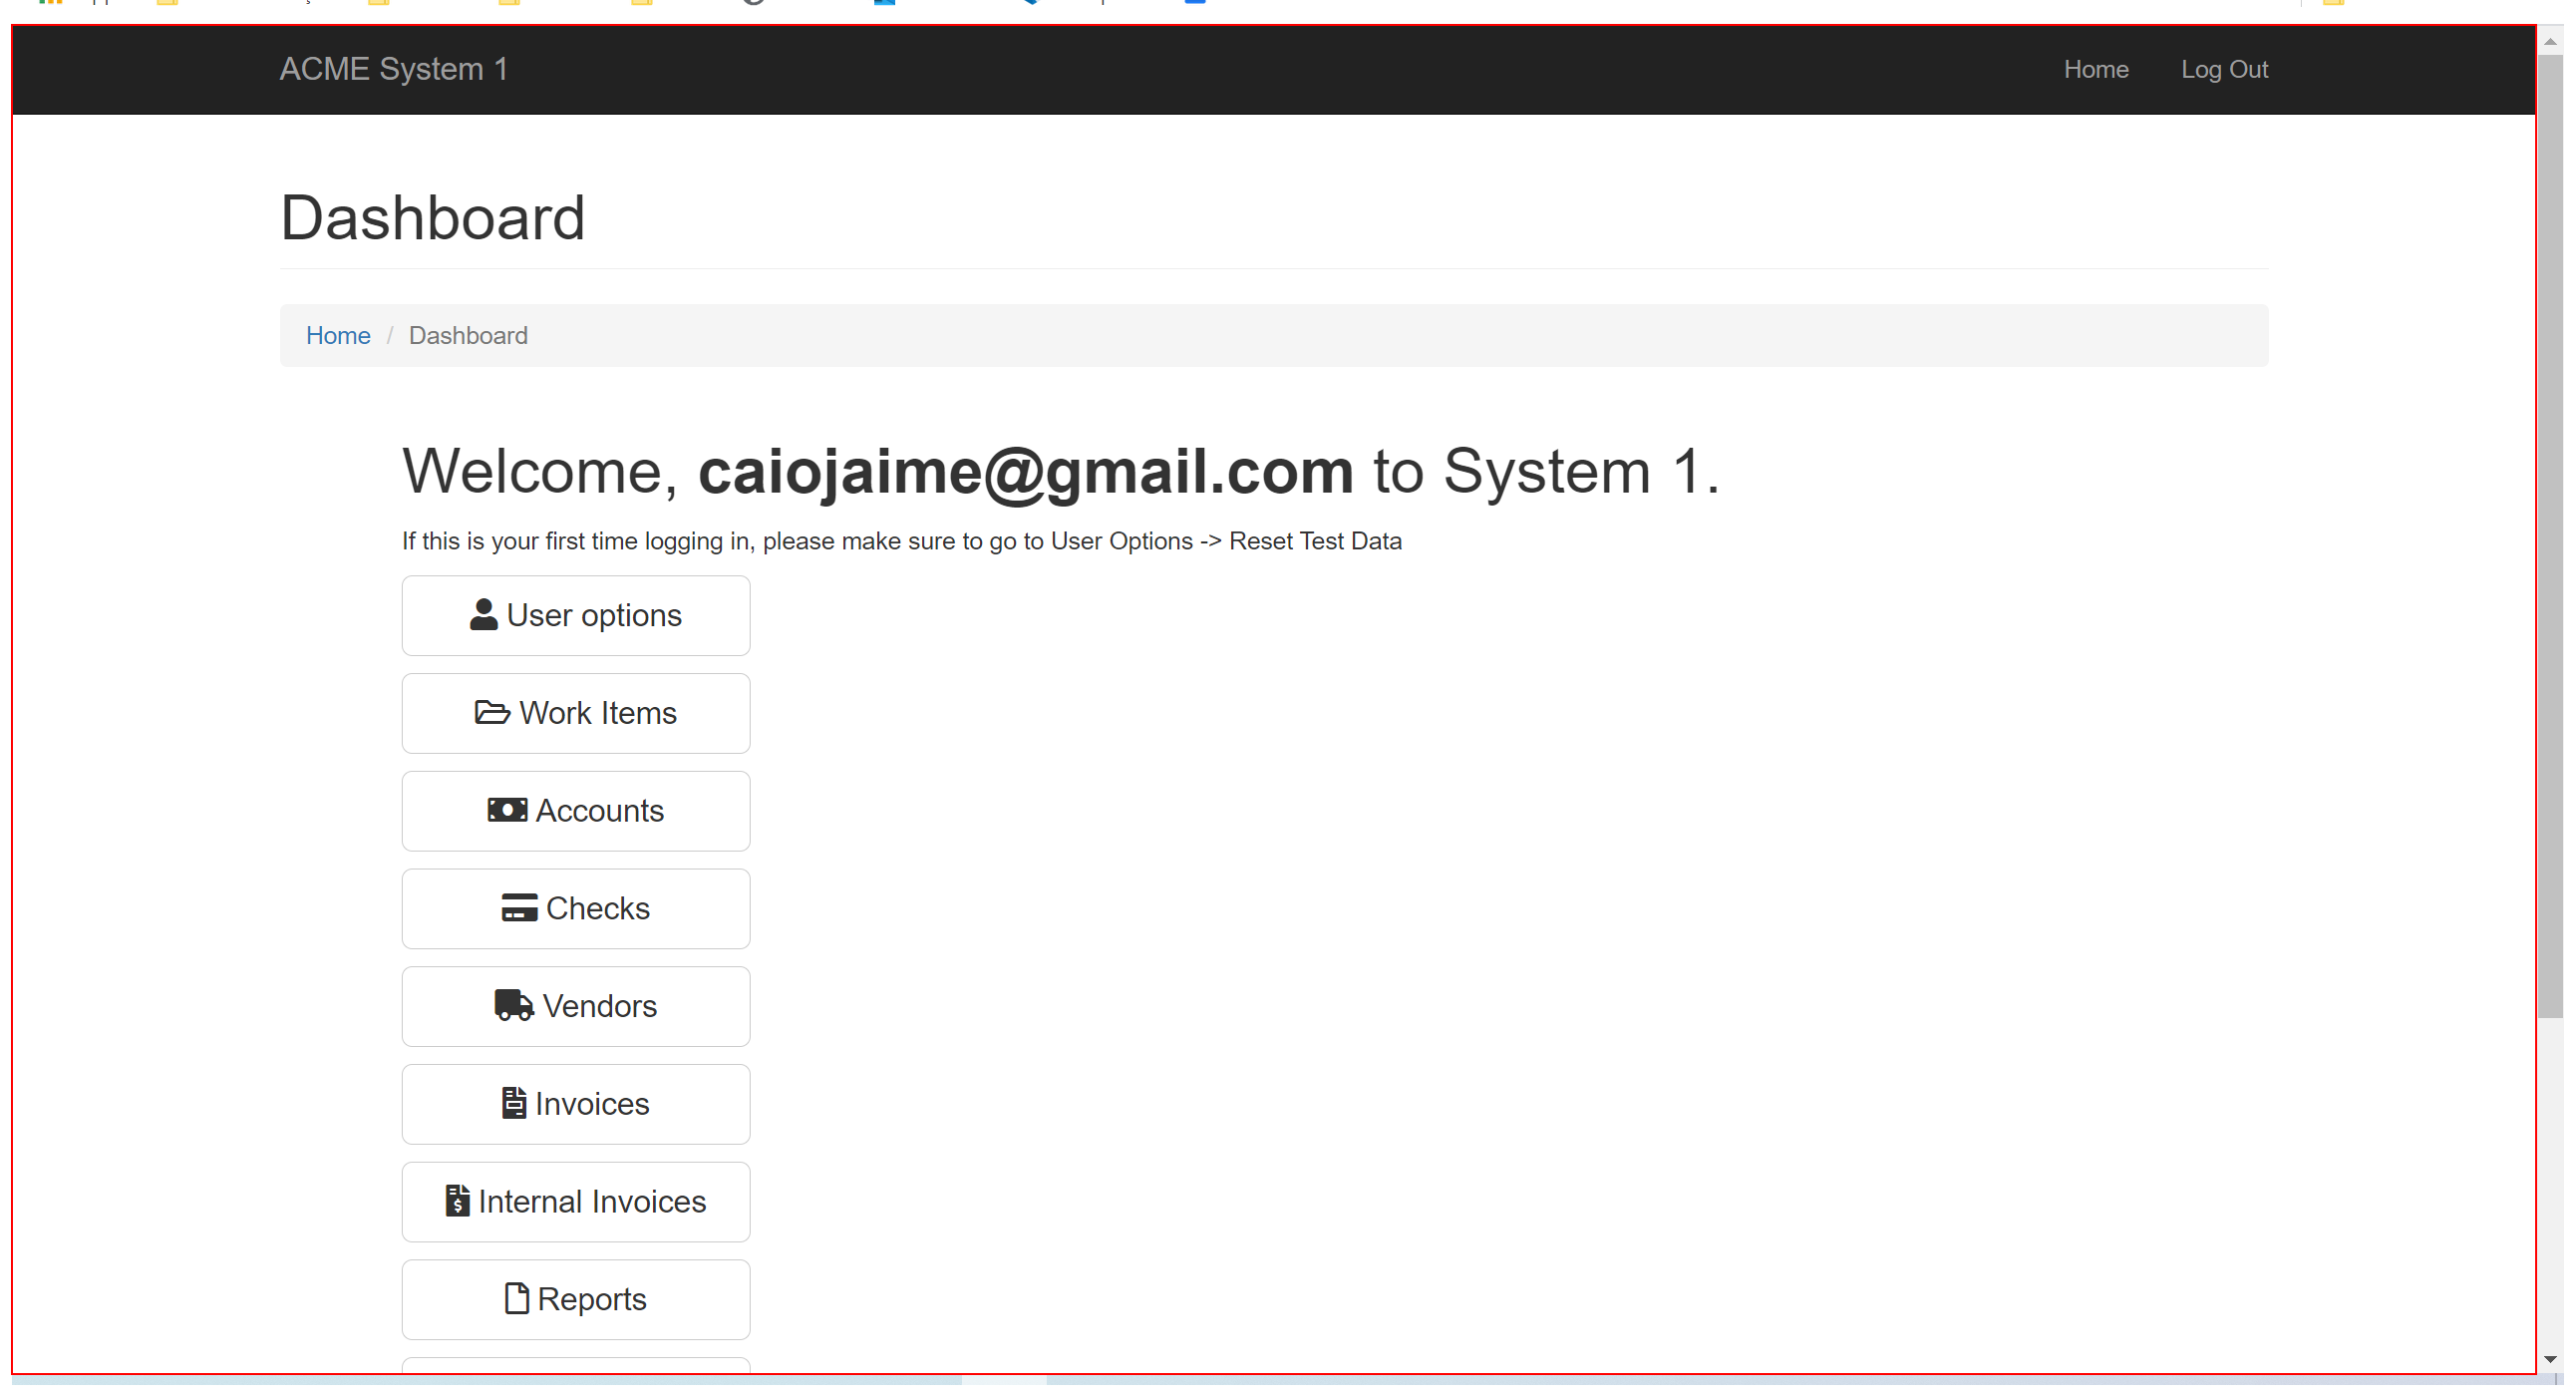 ACME System 1
Home
Log Out
Dashboard
Home / Dashboard
Welcome, caiojaime@gmail.com to System 1.
If this is your first time logging in, please make sure to go to User Options -> Reset Test Data
User options
Work Items
Accounts
Checks
Vendors
Invoices
Internal Invoices
Reports